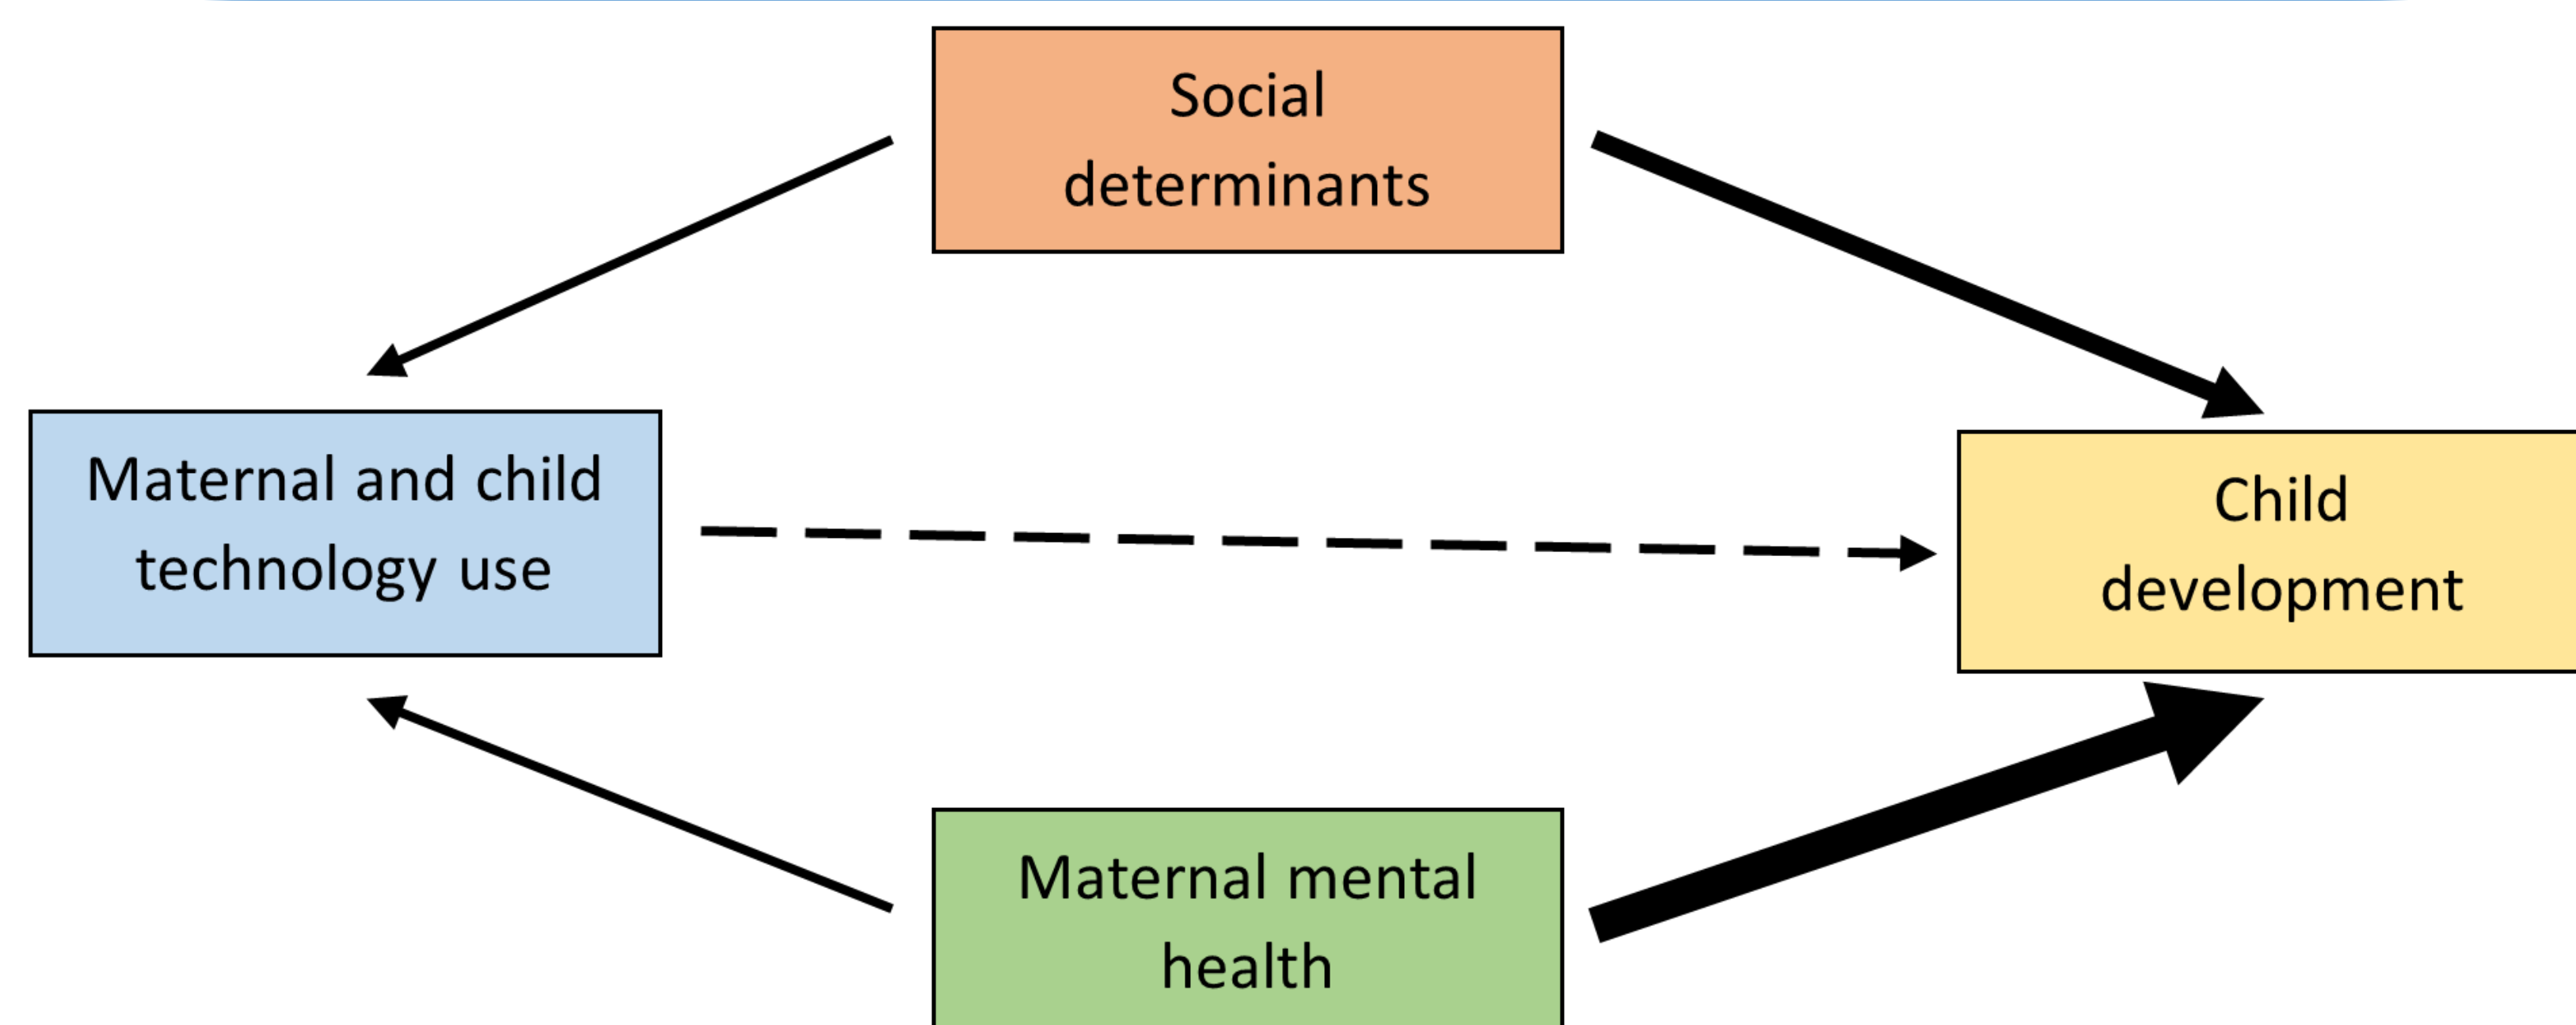 Social
determinants
Maternal and child
technology use
Child
development
Maternal mental
health